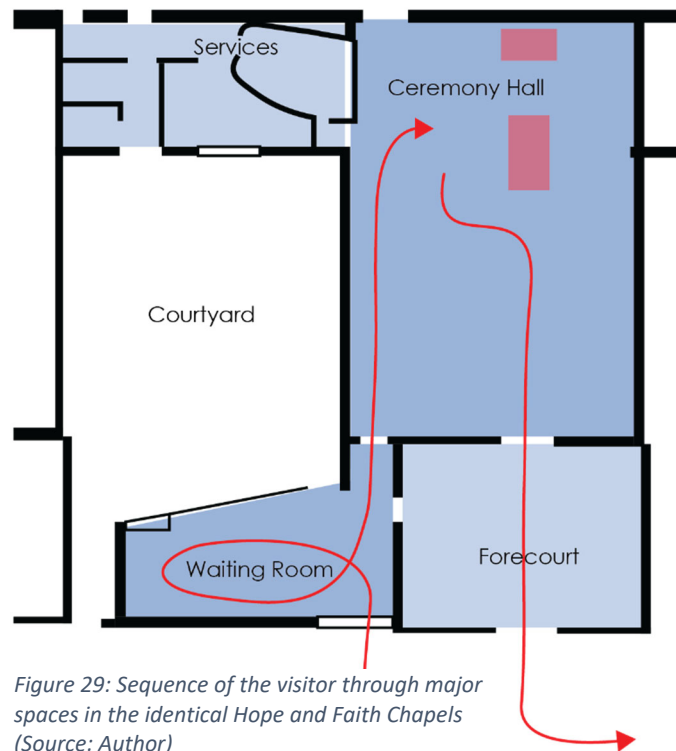 Services
Ceremony Hall
Courtyard
Waiting Room
Forecourt
Figure 29: Sequence of the visitor through major
spaces in the identical Hope and Faith Chapels
(Source: Author)